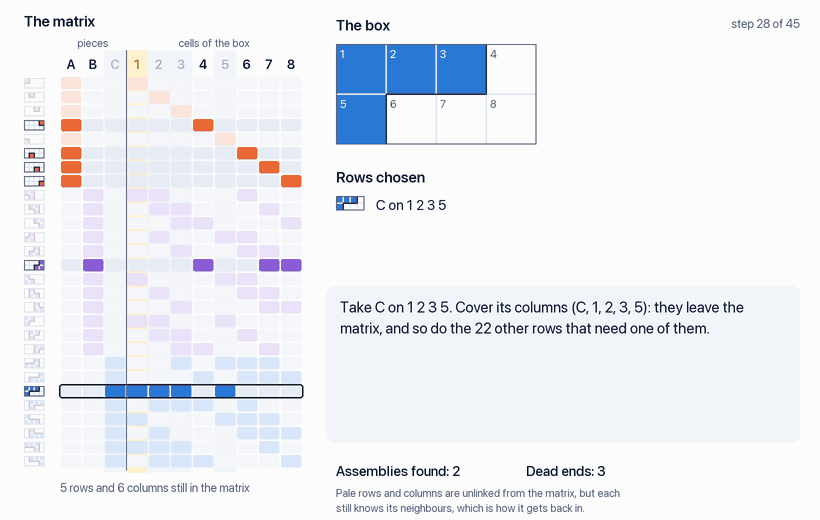 The matrix
pieces
cells of the box
A B C 1 2 3 4 5 6 7 8
5 rows and 6 columns still in the matrix
The box
step 28 of 45
1 2 3 4
5 6 7 8
Rows chosen
C on 1 2 3 5
Take C on 1 2 3 5. Cover its columns (C, 1, 2, 3, 5): they leave the
matrix, and so do the 22 other rows that need one of them.
Assemblies found: 2
Dead ends: 3
Pale rows and columns are unlinked from the matrix, but each
still knows its neighbours, which is how it gets back in.